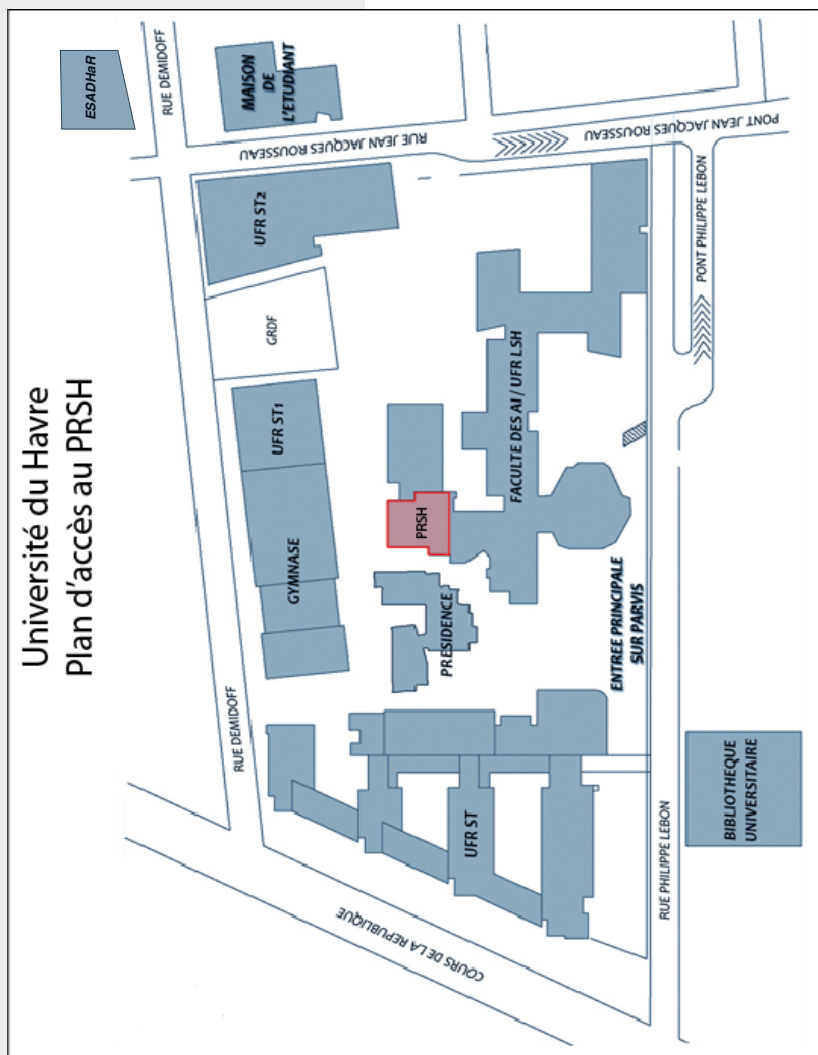 Université du Havre
Plan d'accès au PRSH
ESADHaR
RUE DEMIDOFF
MAISON
DE
L'ETUDIANT
RUE JEAN JACQUES ROUSSEAU
PONT JEAN JACQUES ROUSSEAU
UFR ST2
PONT PHILIPPE LEBON
GRDF
UFR ST1
FACULTE DES AI / UFR LSH
PRSH
GYMNASE
PRESIDENCE
ENTREE PRINCIPALE
SUR PARVIS
RUE DEMIDOFF
UFR ST
BIBLIOTHEQUE
UNIVERSITAIRE
RUE PHILIPPE LEBON
COURS DE LA REPUBLIQUE